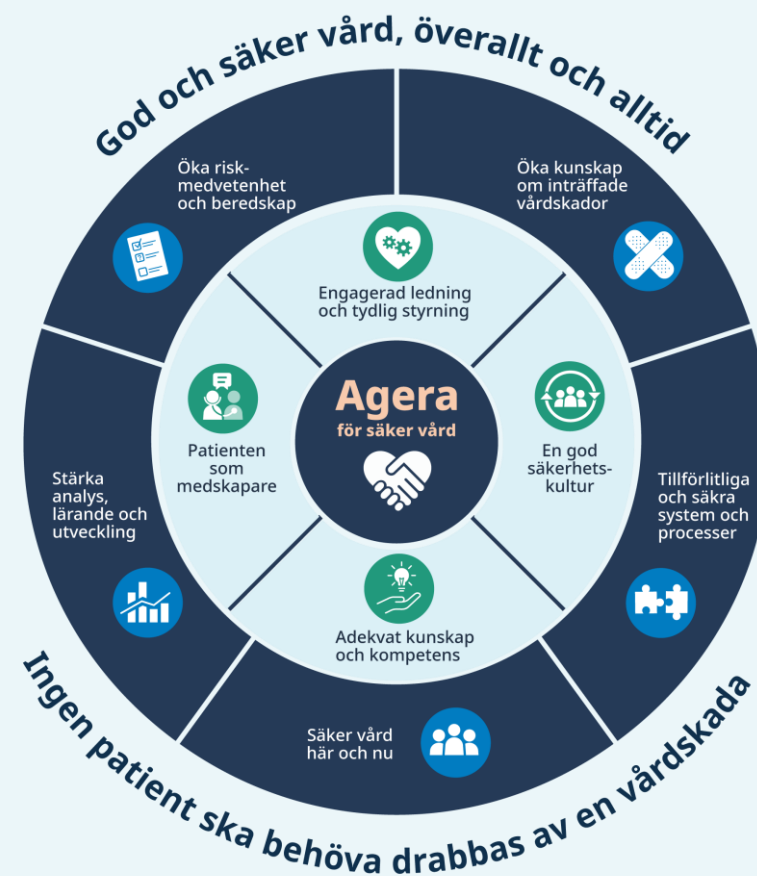 God och säker vård, överallt och alltid
Öka risk-
medvetenhet
och beredskap
Öka kunskap
om inträffade
vårdskador
Engagerad ledning
och tydlig styrning
Agera
för säker vård
Patienten
som
medskapare
En god
säkerhets-
kultur
Stärka
analys,
lärande och
utveckling
Tillförlitliga
och säkra
system och
processer
Adekvat kunskap
och kompetens
Säker vård
här och nu
Ingen patient ska behöva drabbas av en vårdskada